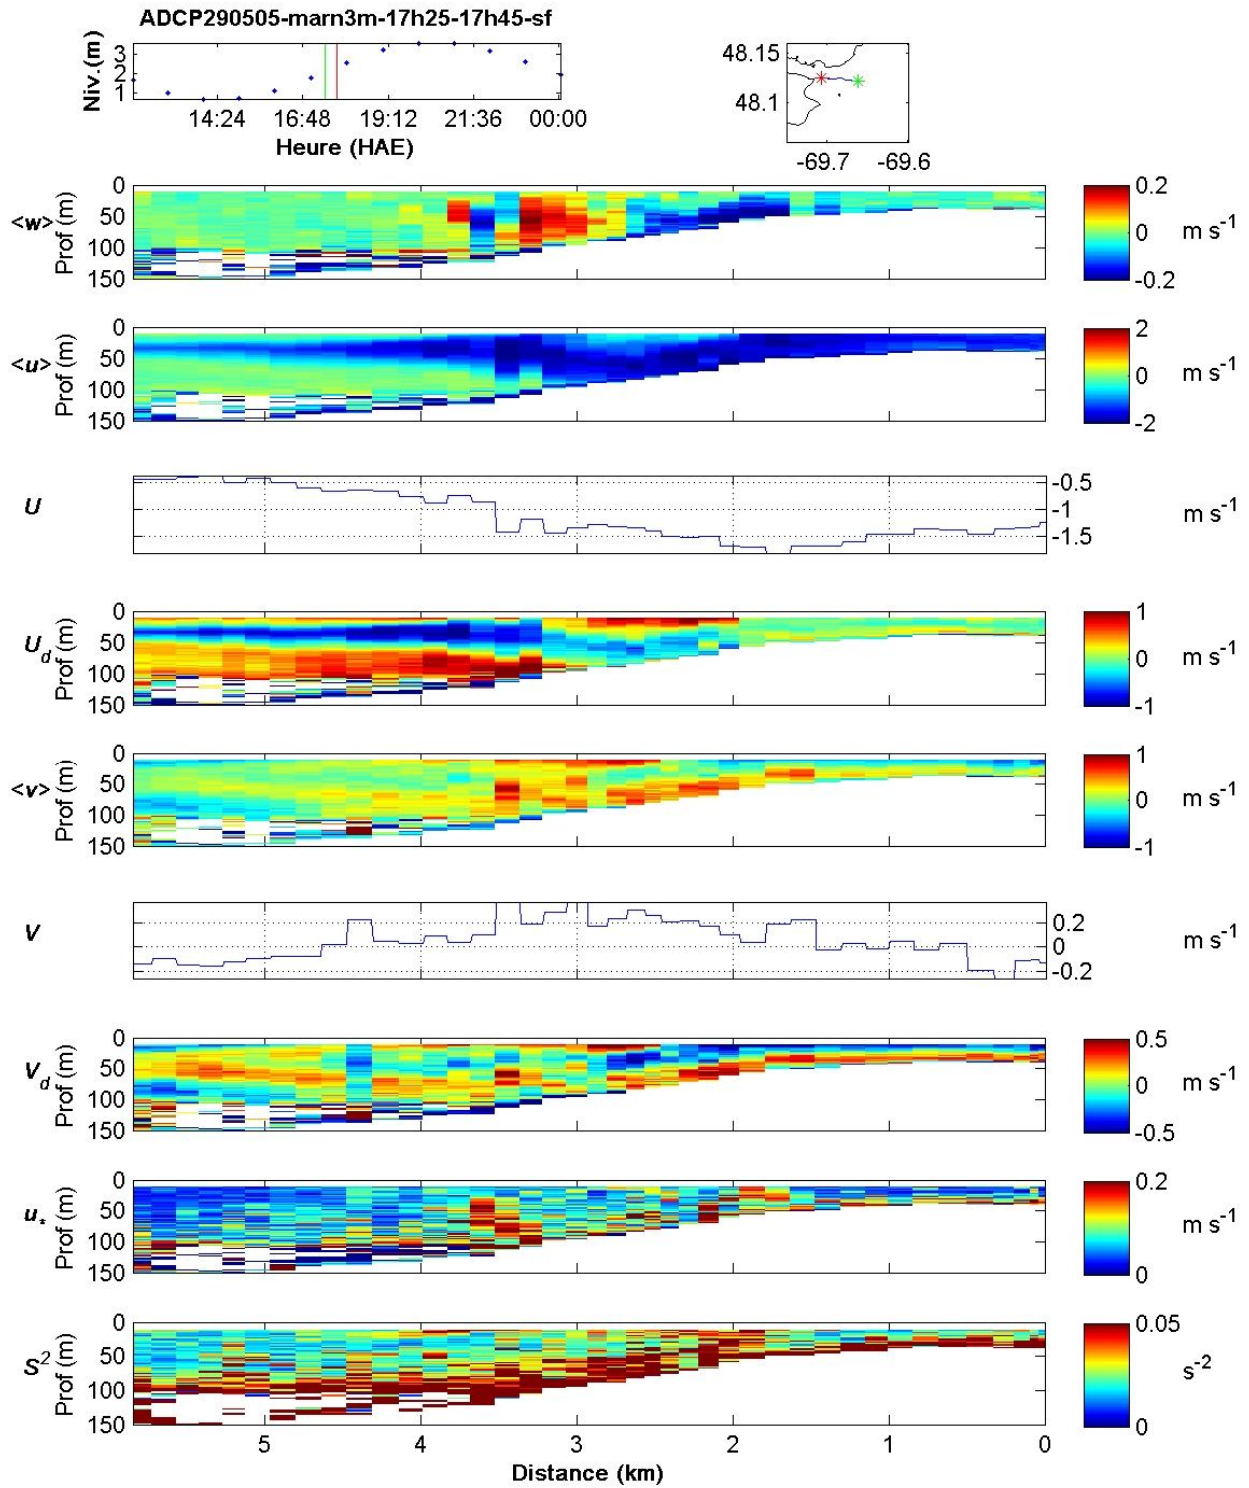 ADCP290505-marn3m-17h25-17h45-sf
Niv.(m)
3
2
1
14:24 16:48 19:12 21:36 00:00
Heure (HAE)
48.15
48.1
-69.7 -69.6
<w>
Prof (m)
0
50
100
150
0.2
0
-0.2
m s-1
<u>
Prof (m)
0
50
100
150
2
0
-2
m s-1
U
-0.5
-1
-1.5
m s-1
Ud
Prof (m)
0
50
100
150
1
0
-1
m s-1
<v>
Prof (m)
0
50
100
150
1
0
-1
m s-1
V
0.2
0
-0.2
m s-1
Vd
Prof (m)
0
50
100
150
0.5
0
-0.5
m s-1
u*
Prof (m)
0
50
100
150
0.2
0
m s-1
S2
Prof (m)
0
50
100
150
0.05
0
s-2
5 4 3 2 1 0
Distance (km)